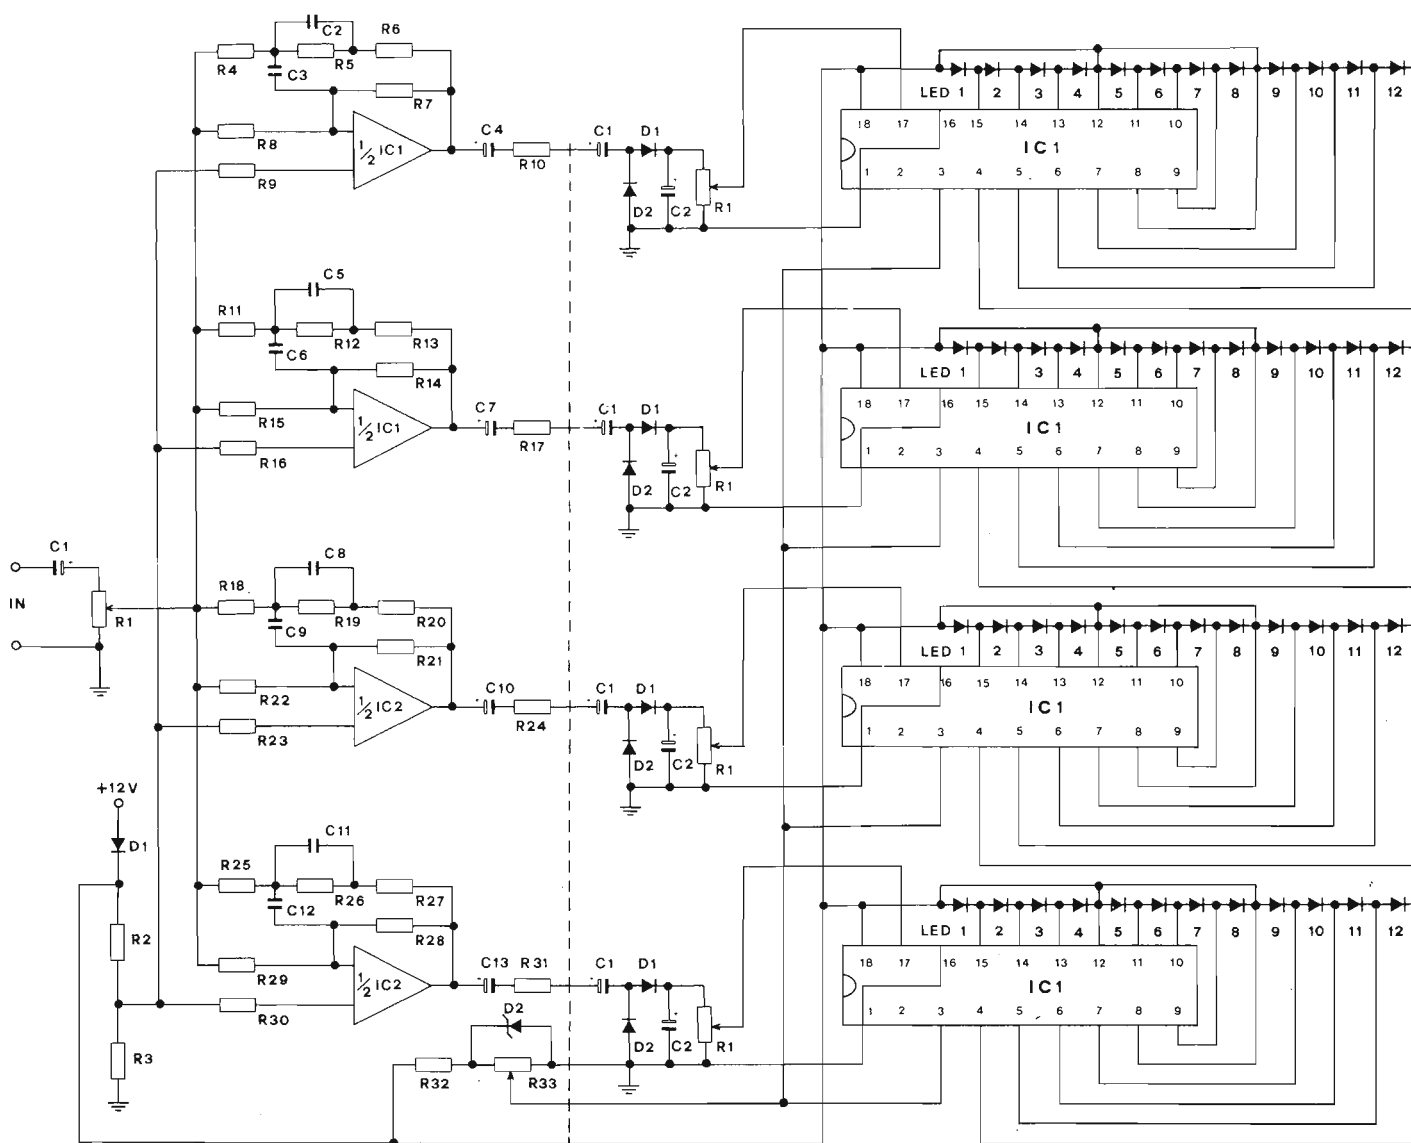 C2 R6
R4 R5
C3 R7
R8 ½ IC1 C4 C1 D1
R9 R10 D2 C2 R1
LED 1 2 3 4 5 6 7 8 9 10 11 12
18 17 16 15 14 13 12 11 10
IC1
1 2 3 4 5 6 7 8 9
C5
R11 R12 R13
C6 R14
R15 ½ IC1 C7 C1 D1
R16 R17 D2 C2 R1
LED 1 3 4 5 6 7 8 9 10 11 12
18 17 16 15 14 13 12 11 10
IC1
1 2 3 4 5 6 7 8 9
C1 C8
IN R1 R18 R19 R20
C9 R21
R22 ½ IC2 C10 C1 D1
R23 R24 D2 C2 R1
LED 1 2 3 4 5 6 7 8 9 10 11 12
18 17 16 15 14 13 12 11 10
IC1
1 2 3 4 5 6 7 8 9
+12V
D1 C11
R25 R26 R27
C12 R28
R2 R29 ½ IC2 C13 R31 C1 D1
R30 D2 D2 C2 R1
R3 R32 R33
LED 1 2 3 4 5 6 7 8 9 10 11 12
18 17 16 15 14 13 12 11 10
IC1
1 2 3 4 5 6 7 8 9